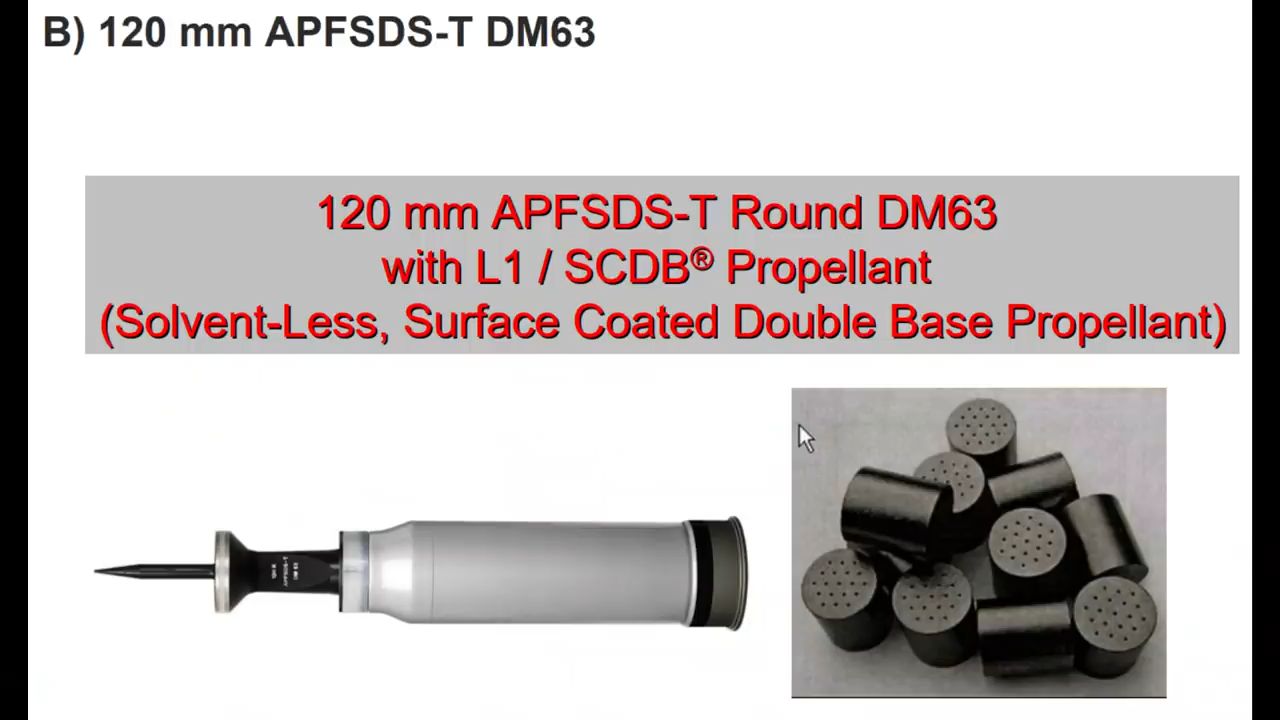 B) 120 mm APFSDS-T DM63
120 mm APFSDS-T Round DM63
with L1 / SCDB® Propellant
(Solvent-Less, Surface Coated Double Base Propellant)